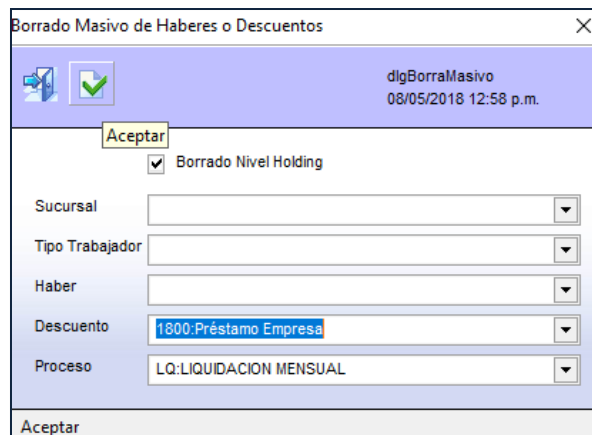 Borrado Masivo de Haberes o Descuentos
dlgBorraMasivo
08/05/2018 12:58 p.m.
Aceptar
Borrado Nivel Holding
Sucursal
Tipo Trabajador
Haber
Descuento 1800:Préstamo Empresa
Proceso LQ:LIQUIDACION MENSUAL
Aceptar